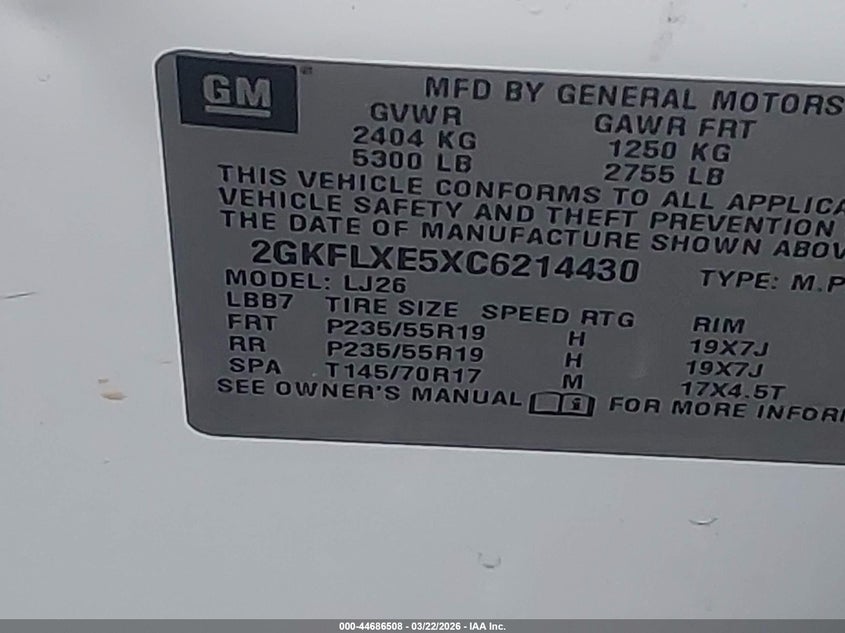 GM
MFD BY GENERAL MOTORS
GVWR GAWR FRT
2404 KG 1250 KG
5300 LB 2755 LB
THIS VEHICLE CONFORMS TO ALL APPLICA
VEHICLE SAFETY AND THEFT PREVENTION
THE DATE OF MANUFACTURE SHOWN ABOV
2GKFLXE5XC6214430 TYPE: M.P
MODEL: LJ26
LBB7 TIRE SIZE SPEED RTG RIM
FRT P235/55R19 H 19X7J
RR P235/55R19 H 19X7J
SPA T145/70R17 M 17X4.5T
SEE OWNER'S MANUAL FOR MORE INFOR
000-44686508 - 03/22/2026 - IAA Inc.